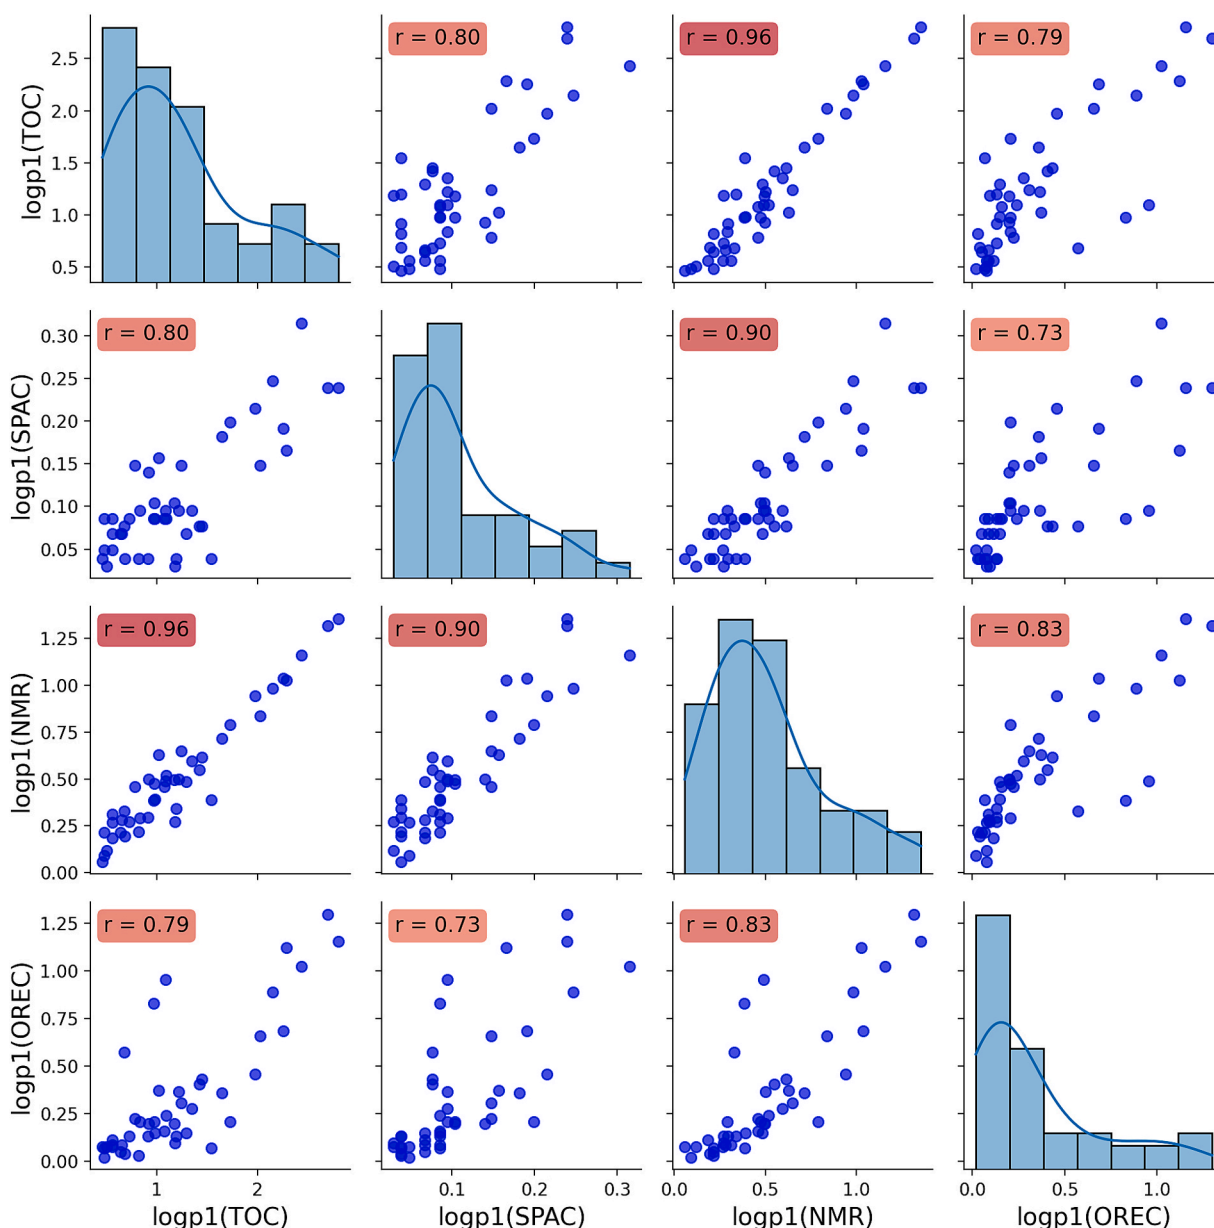 logp1(TOC)
2.5
2.0
1.5
1.0
0.5
r = 0.80
r = 0.96
r = 0.79
logp1(SPAC)
0.30
0.25
0.20
0.15
0.10
0.05
r = 0.80
r = 0.90
r = 0.73
logp1(NMR)
1.25
1.00
0.75
0.50
0.25
0.00
r = 0.96
r = 0.90
r = 0.83
logp1(OREC)
1.25
1.00
0.75
0.50
0.25
0.00
r = 0.79
r = 0.73
r = 0.83
1 2
0.1 0.2 0.3
0.0 0.5 1.0
0.0 0.5 1.0
logp1(TOC)
logp1(SPAC)
logp1(NMR)
logp1(OREC)